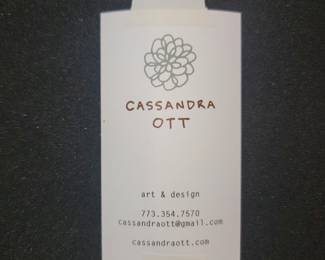 CASSANDRA
OTT
art & design
773.354.7570
cassandraott@gmail.com
cassandraott.com